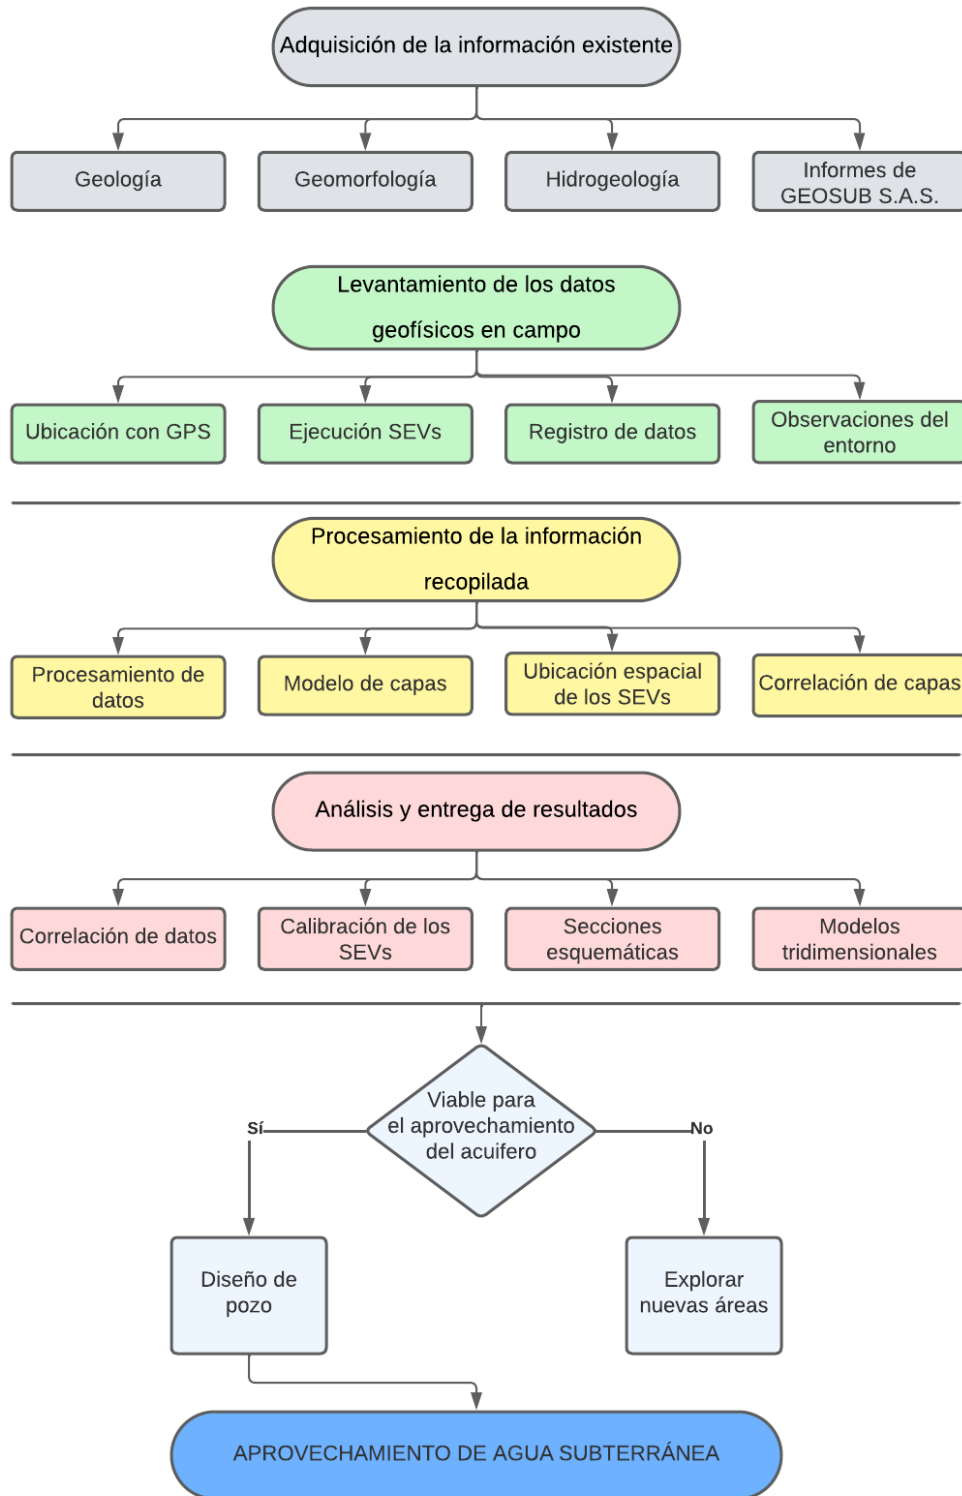 Adquisición de la información existente
Geología
Geomorfología
Hidrogeología
Informes de
GEOSUB S.A.S.
Levantamiento de los datos
geofísicos en campo
Ubicación con GPS
Ejecución SEVs
Registro de datos
Observaciones del
entorno
Procesamiento de la información
recopilada
Procesamiento de
datos
Modelo de capas
Ubicación espacial
de los SEVs
Correlación de capas
Análisis y entrega de resultados
Correlación de datos
Calibración de los
SEVs
Secciones
esquemáticas
Modelos
tridimensionales
Viable para
el aprovechamiento
del acuifero
Sí
No
Diseño de
pozo
Explorar
nuevas áreas
APROVECHAMIENTO DE AGUA SUBTERRÁNEA